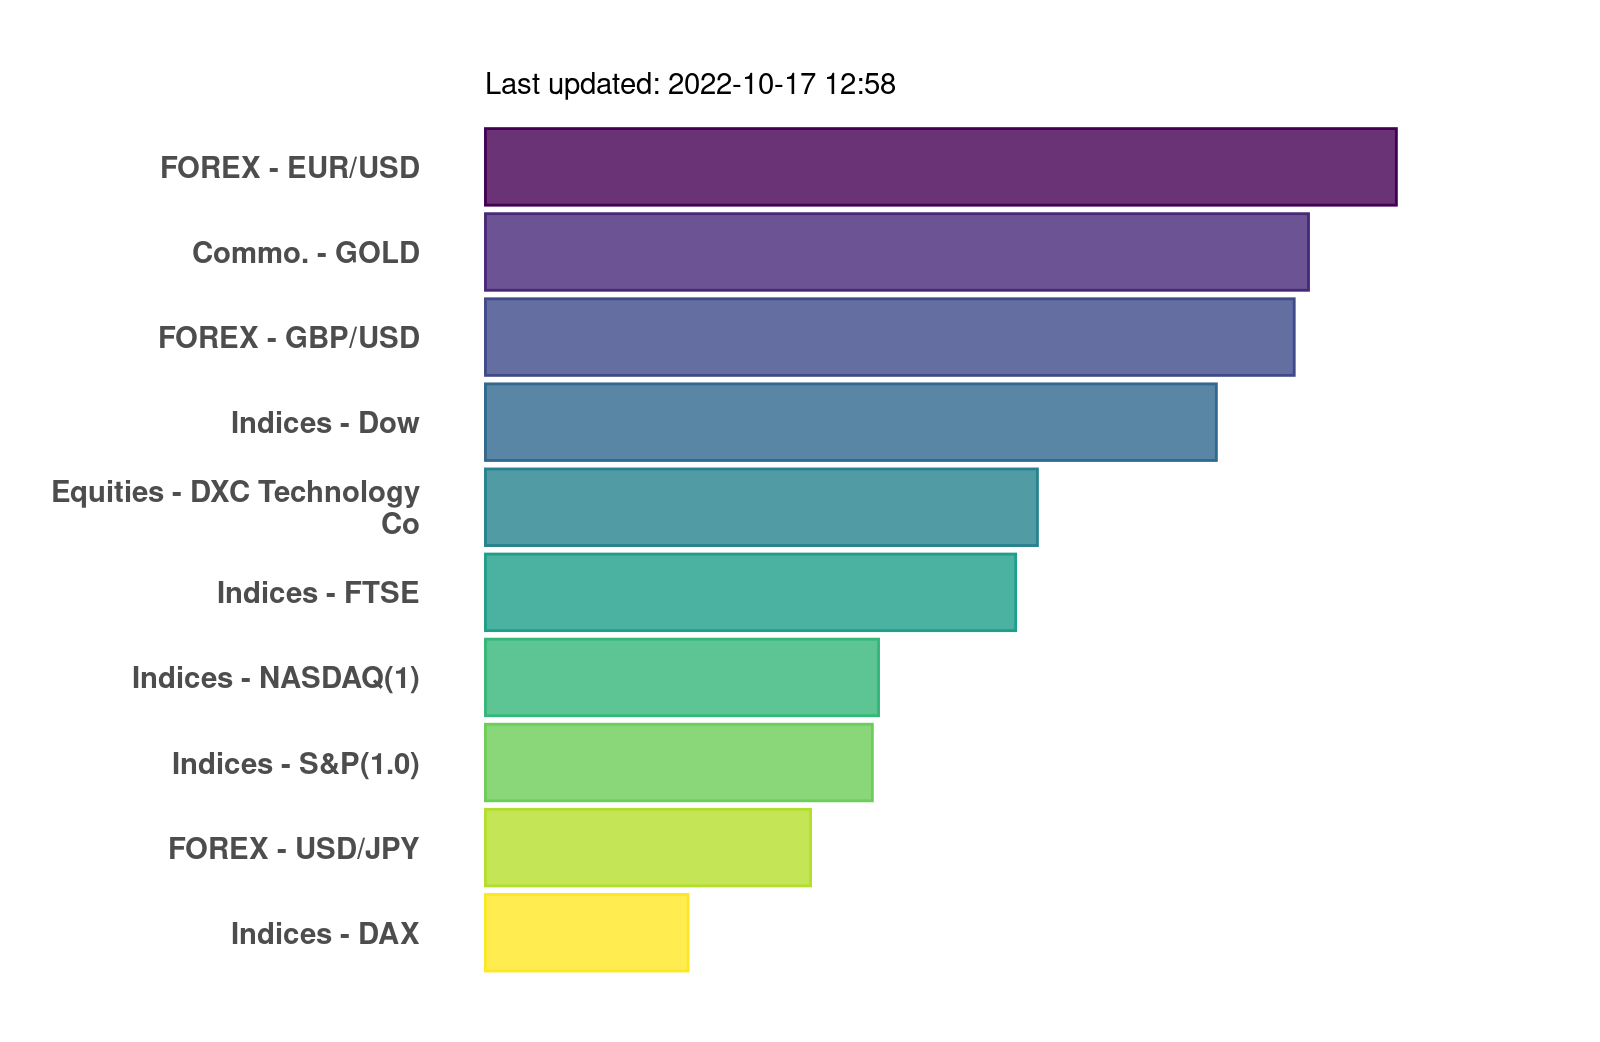 Last updated: 2022-10-17 12:58
FOREX - EUR/USD
Commo. - GOLD
FOREX - GBP/USD
Indices - Dow
Equities - DXC Technology
Co
Indices - FTSE
Indices - NASDAQ(1)
Indices - S&P(1.0)
FOREX - USD/JPY
Indices - DAX